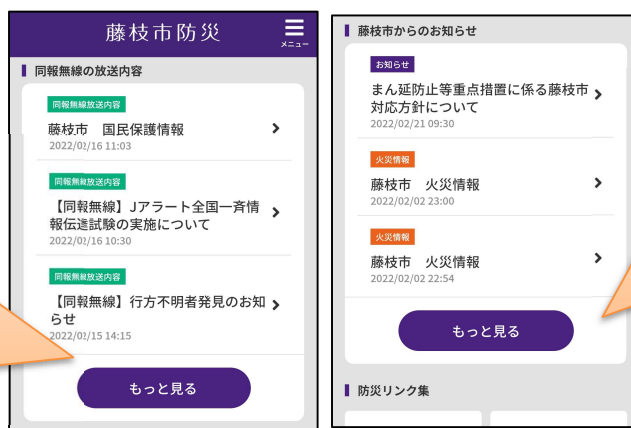 藤枝市防災
メニュー
同報無線の放送内容
同報無線放送内容
藤枝市　国民保護情報
2022/02/16 11:03
同報無線放送内容
【同報無線】Jアラート全国一斉情
報伝達試験の実施について
2022/02/16 10:30
同報無線放送内容
【同報無線】行方不明者発見のお知
らせ
2022/02/15 14:15
もっと見る
藤枝市からのお知らせ
お知らせ
まん延防止等重点措置に係る藤枝市
対応方針について
2022/02/21 09:30
火災情報
藤枝市　火災情報
2022/02/02 23:00
火災情報
藤枝市　火災情報
2022/02/02 22:54
もっと見る
防災リンク集